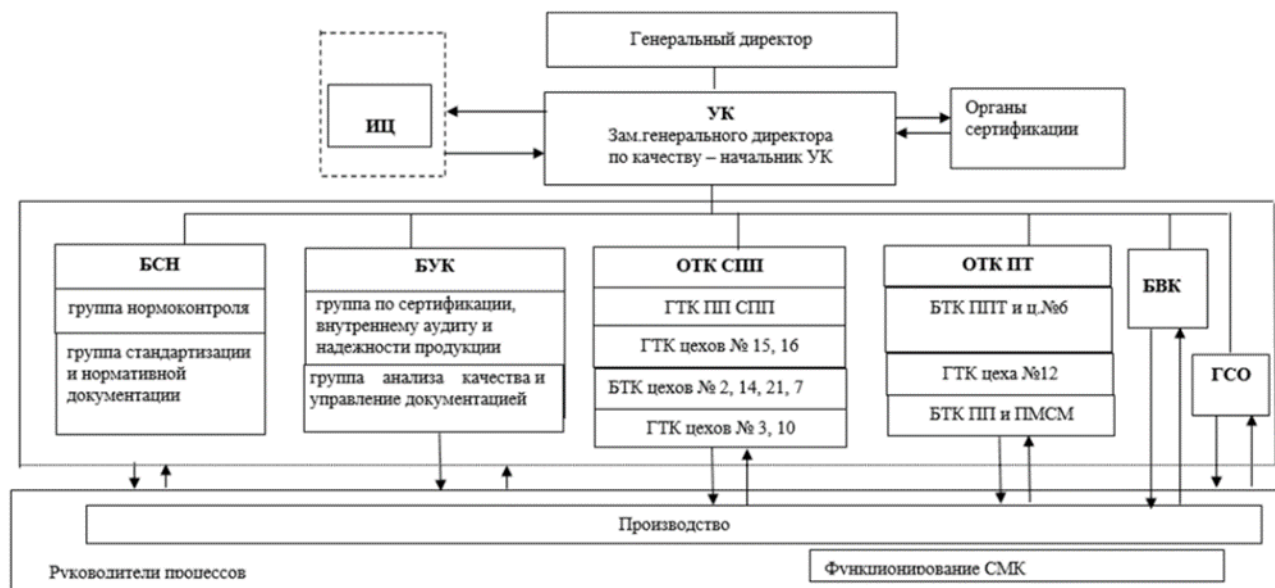 Генеральный директор
ИЦ
УК
Зам.генерального директора
по качеству – начальник УК
Органы
сертификации
БСН
группа нормоконтроля
группа стандартизации
и нормативной
документации
БУК
группа по сертификации,
внутреннему аудиту и
надежности продукции
группа анализа качества и
управление документацией
ОТК СПП
ГТК ПП СПП
ГТК цехов № 15, 16
БТК цехов № 2, 14, 21, 7
ГТК цехов № 3, 10
ОТК ПТ
БТК ППТ и ц.№6
ГТК цеха №12
БТК ПП и ПМСМ
БВК
ГСО
Производство
Руководители процессов
Функционирование СМК